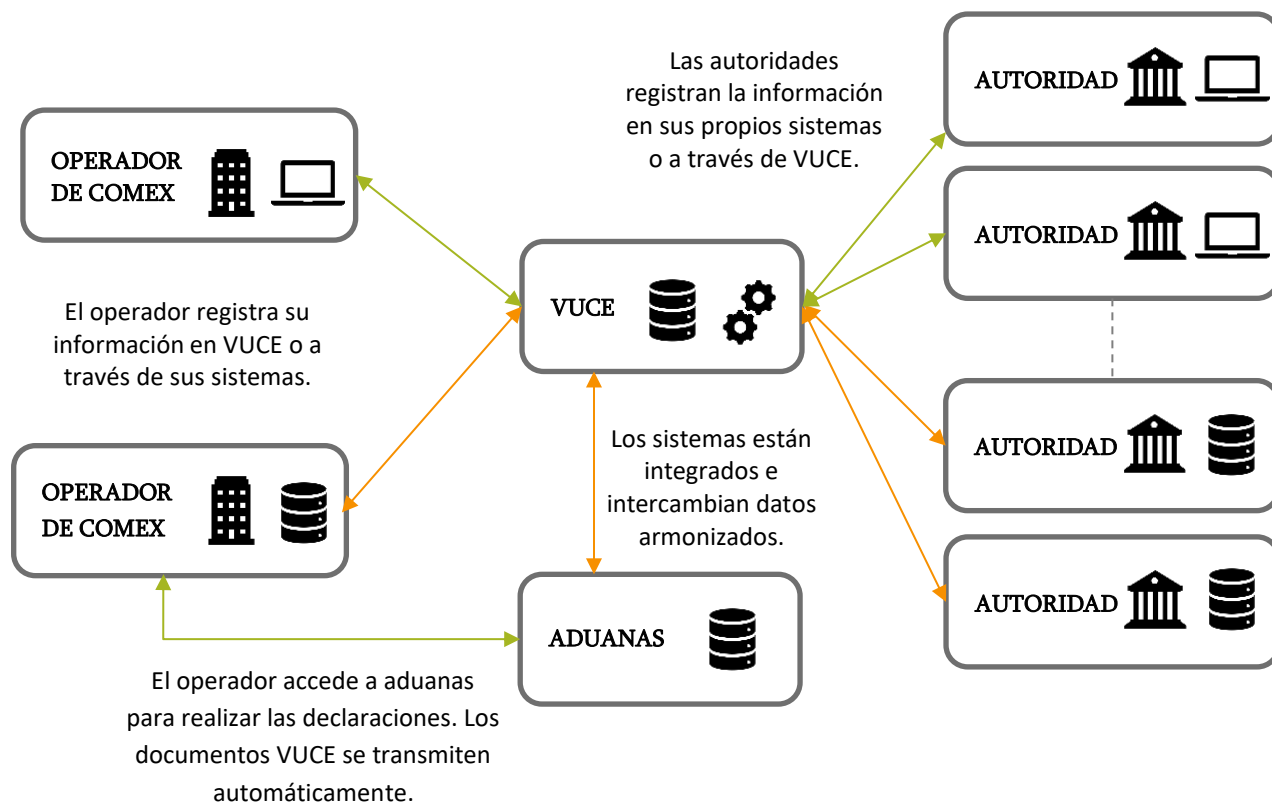 Las autoridades
registran la información
en sus propios sistemas
o a través de VUCE.
AUTORIDAD
OPERADOR
DE COMEX
AUTORIDAD
El operador registra su
información en VUCE o a
través de sus sistemas.
VUCE
OPERADOR
DE COMEX
Los sistemas están
integrados e
intercambian datos
armonizados.
AUTORIDAD
ADUANAS
AUTORIDAD
El operador accede a aduanas
para realizar las declaraciones. Los
documentos VUCE se transmiten
automáticamente.